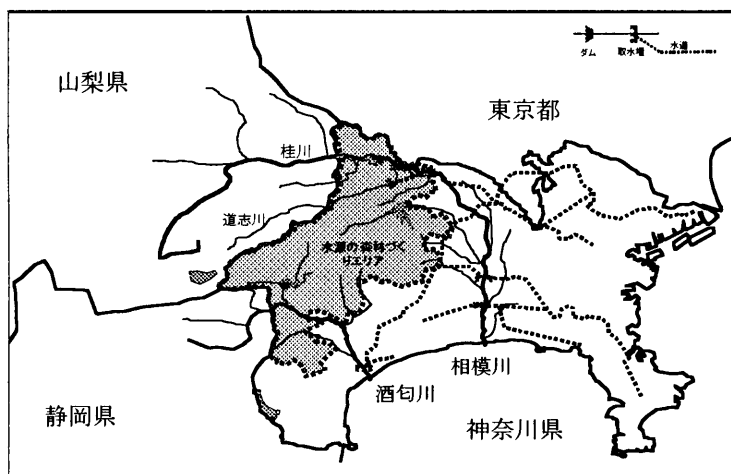 ダム
取水堰
水道
山梨県
東京都
桂川
道志川
水源の森林づく
りエリア
相模川
酒匂川
静岡県
神奈川県